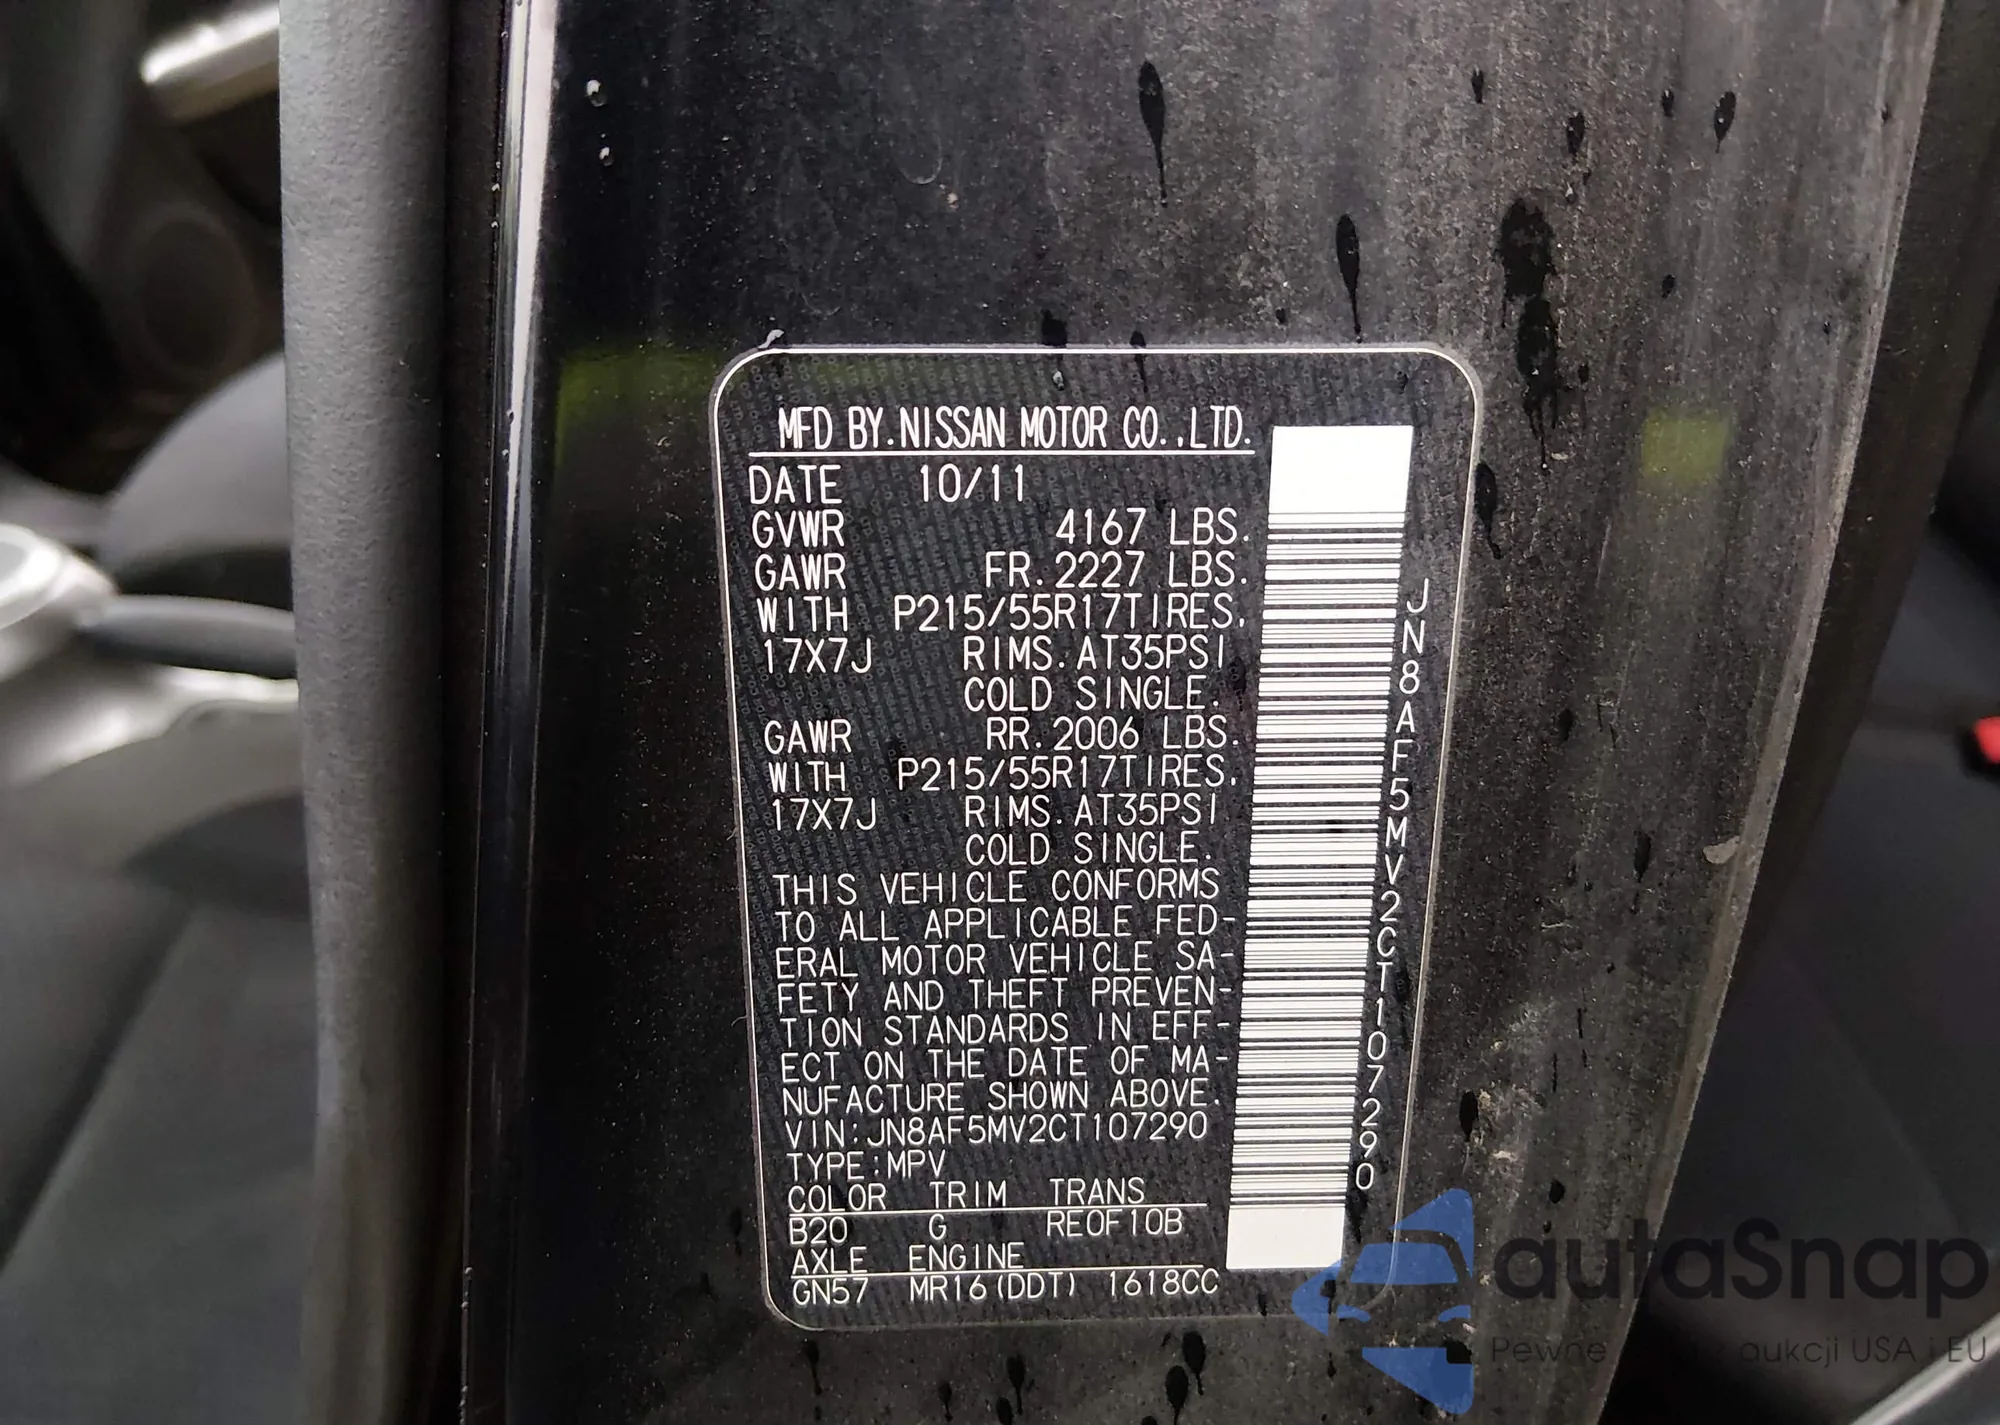 MFD BY.NISSAN MOTOR CO.,LTD.
DATE 10/11
GVWR 4167 LBS.
GAWR FR.2227 LBS.
WITH P215/55R17TIRES.
17X7J RIMS.AT35PSI
COLD SINGLE.
GAWR RR.2006 LBS.
WITH P215/55R17TIRES.
17X7J RIMS.AT35PSI
COLD SINGLE.
THIS VEHICLE CONFORMS
TO ALL APPLICABLE FED-
ERAL MOTOR VEHICLE SA-
FETY AND THEFT PREVEN-
TION STANDARDS IN EFF-
ECT ON THE DATE OF MA-
NUFACTURE SHOWN ABOVE.
VIN:JN8AF5MV2CT107290
TYPE:MPV
COLOR TRIM TRANS
B20 G RE0F10B
AXLE ENGINE
GN57 MR16(DDT) 1618CC
JN8AF5MV2CT107290
autaSnap
Pewne aukcji USA i EU